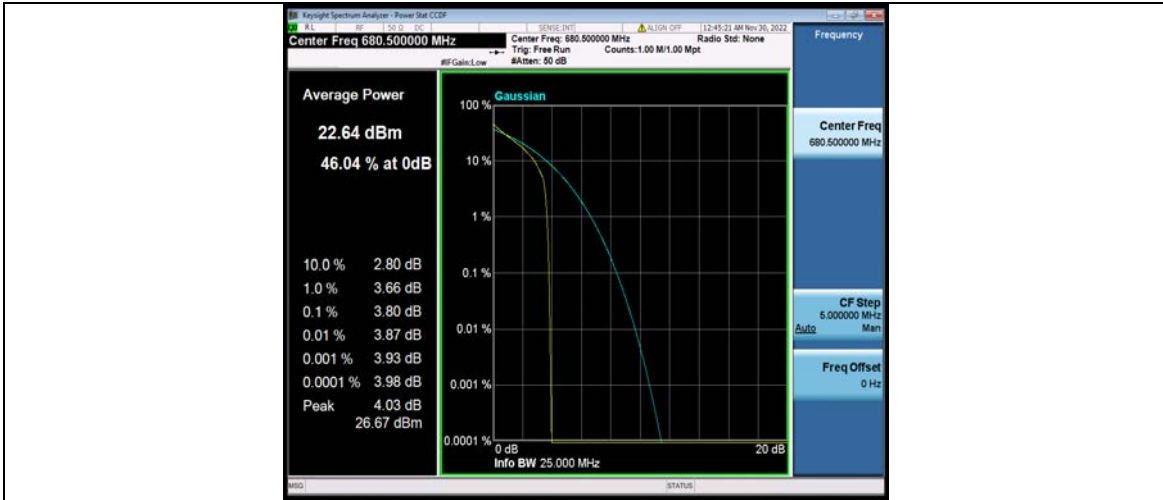 Keysight Spectrum Analyzer - Power Stat CCDF
RL RF 50 Ω DC SENSE:INT ALIGN OFF 12:45:21 AM Nov 30, 2022
Center Freq 680.500000 MHz
Center Freq: 680.500000 MHz Radio Std: None
Trig: Free Run Counts:1.00 M/1.00 Mpt
#IFGain:Low #Atten: 50 dB
Frequency
Average Power
22.64 dBm
46.04 % at 0dB
10.0 % 2.80 dB
1.0 % 3.66 dB
0.1 % 3.80 dB
0.01 % 3.87 dB
0.001 % 3.93 dB
0.0001 % 3.98 dB
Peak 4.03 dB
26.67 dBm
Gaussian
100 %
10 %
1 %
0.1 %
0.01 %
0.001 %
0.0001 %
0 dB 20 dB
Info BW 25.000 MHz
Center Freq
680.500000 MHz
CF Step
5.000000 MHz
Auto Man
Freq Offset
0 Hz
MSG STATUS